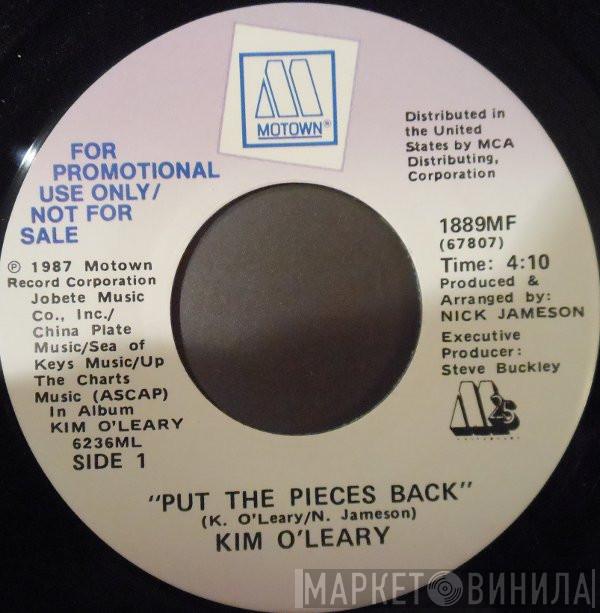 MOTOWN®
FOR
PROMOTIONAL
USE ONLY/
NOT FOR
SALE
Distributed in
the United
States by MCA
Distributing,
Corporation
℗ 1987 Motown
Record Corporation
Jobete Music
Co., Inc./
China Plate
Music/Sea of
Keys Music/Up
The Charts
Music (ASCAP)
In Album
KIM O'LEARY
6236ML
SIDE 1
1889MF
(67807)
Time: 4:10
Produced &
Arranged by:
NICK JAMESON
Executive
Producer:
Steve Buckley
M25
"PUT THE PIECES BACK"
(K. O'Leary/N. Jameson)
KIM O'LEARY
МАРКЕТ ВИНИЛА